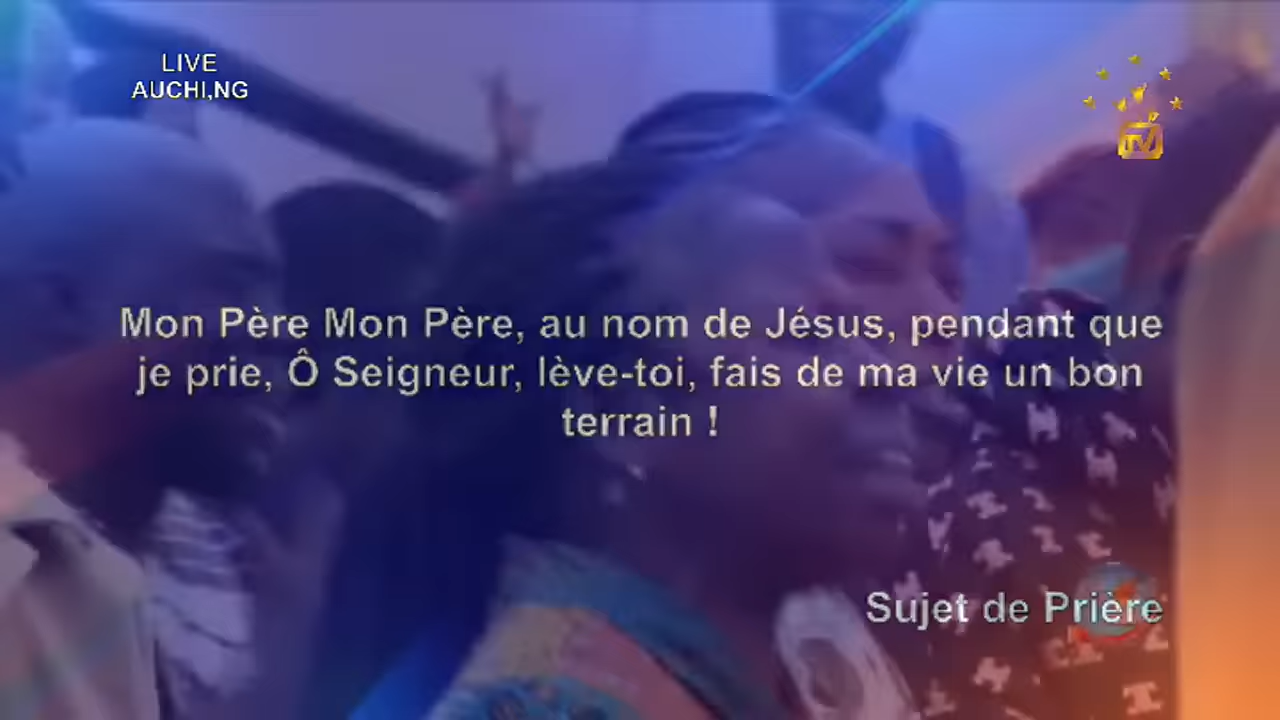 LIVE
AUCHI,NG
TV
Mon Père Mon Père, au nom de Jésus, pendant que
je prie, Ô Seigneur, lève-toi, fais de ma vie un bon
terrain !
Sujet de Prière